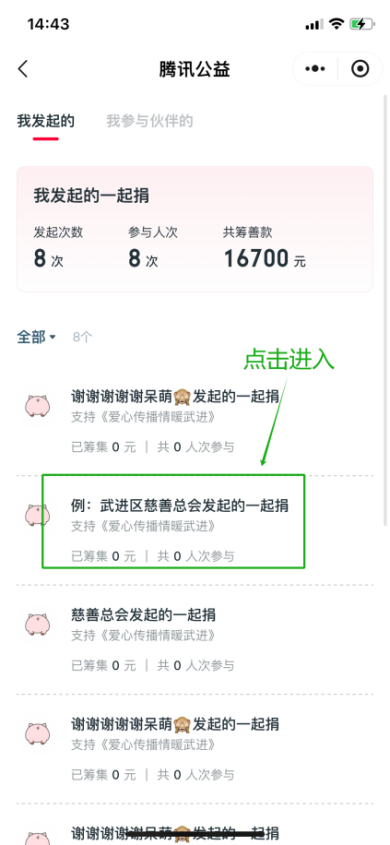 14:43
腾讯公益
我发起的 我参与伙伴的
我发起的一起捐
发起次数 参与人次 共筹善款
8 次 8 次 16700 元
全部 8个
点击进入
谢谢谢谢谢呆萌🙈发起的一起捐
支持《爱心传播情暖武进》
已筹集 0 元 | 共 0 人次参与
例：武进区慈善总会发起的一起捐
支持《爱心传播情暖武进》
已筹集 0 元 | 共 0 人次参与
慈善总会发起的一起捐
支持《爱心传播情暖武进》
已筹集 0 元 | 共 0 人次参与
谢谢谢谢谢呆萌🙈发起的一起捐
支持《爱心传播情暖武进》
已筹集 0 元 | 共 0 人次参与
谢谢谢谢谢呆萌🙈发起的一起捐